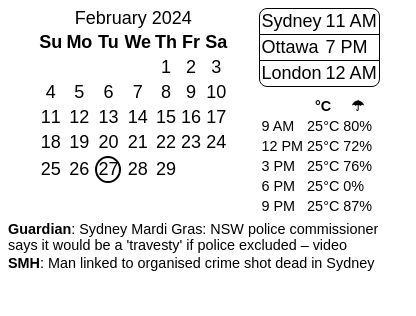 February 2024
Su Mo Tu We Th Fr Sa
1 2 3
4 5 6 7 8 9 10
11 12 13 14 15 16 17
18 19 20 21 22 23 24
25 26 27 28 29
Sydney 11 AM
Ottawa 7 PM
London 12 AM
°C ☂
9 AM 25°C 80%
12 PM 25°C 72%
3 PM 25°C 76%
6 PM 25°C 0%
9 PM 25°C 87%
Guardian: Sydney Mardi Gras: NSW police commissioner
says it would be a 'travesty' if police excluded – video
SMH: Man linked to organised crime shot dead in Sydney